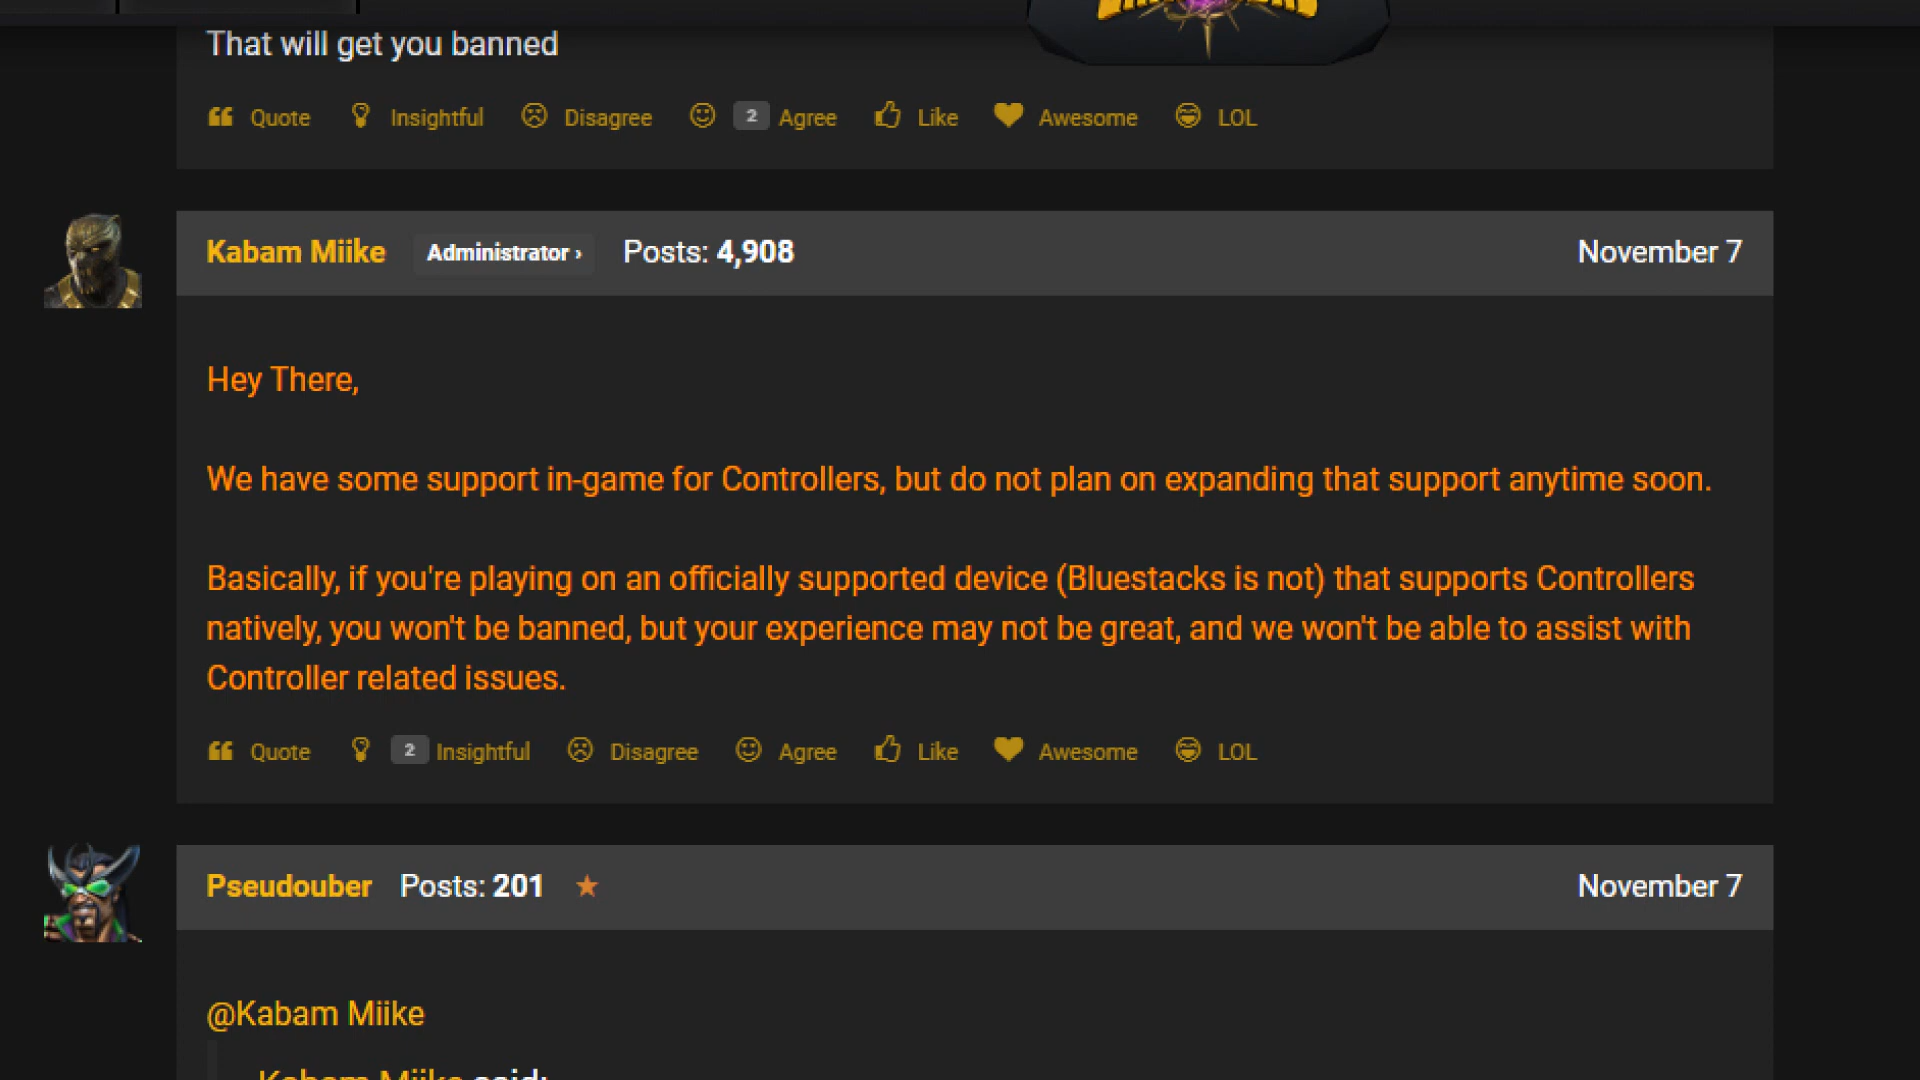 That will get you banned
Quote Insightful Disagree 2 Agree Like Awesome LOL
Kabam Miike Administrator › Posts: 4,908 November 7
Hey There,
We have some support in-game for Controllers, but do not plan on expanding that support anytime soon.
Basically, if you're playing on an officially supported device (Bluestacks is not) that supports Controllers
natively, you won't be banned, but your experience may not be great, and we won't be able to assist with
Controller related issues.
Quote 2 Insightful Disagree Agree Like Awesome LOL
Pseudouber Posts: 201 November 7
@Kabam Miike
Kabam Miike said: